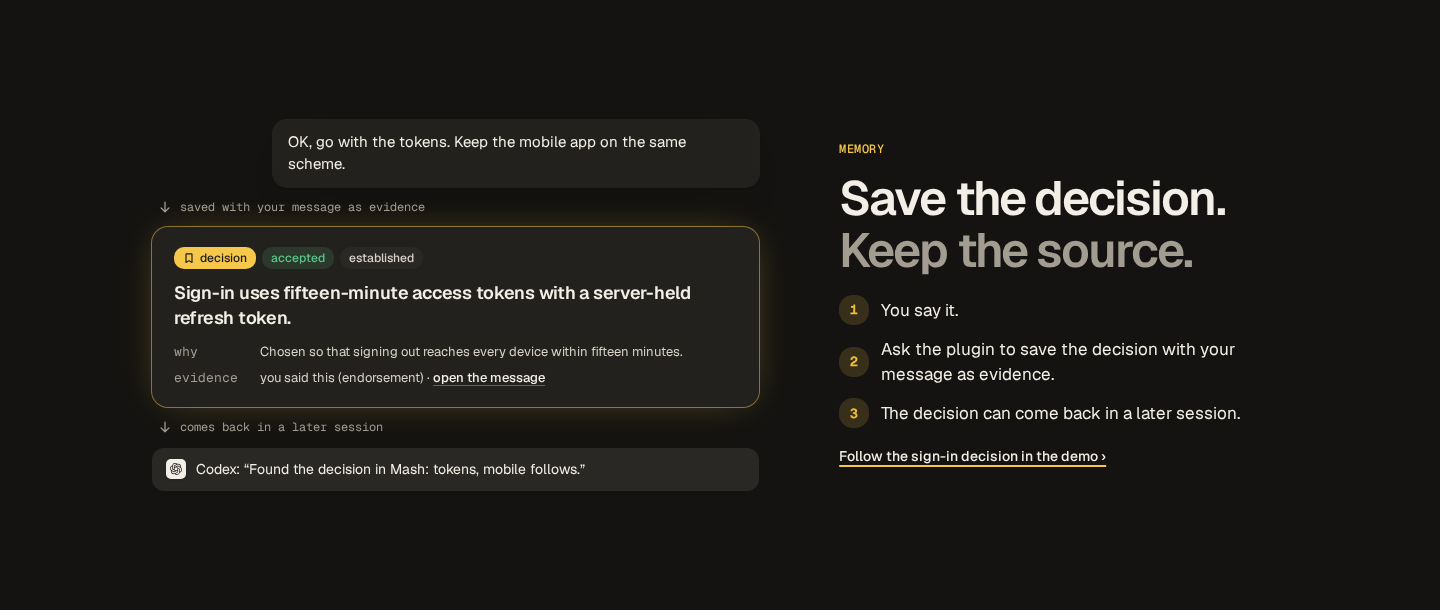 OK, go with the tokens. Keep the mobile app on the same
scheme.
↓ saved with your message as evidence
decision accepted established
Sign-in uses fifteen-minute access tokens with a server-held
refresh token.
why Chosen so that signing out reaches every device within fifteen minutes.
evidence you said this (endorsement) · open the message
↓ comes back in a later session
Codex: “Found the decision in Mash: tokens, mobile follows.”
MEMORY
Save the decision.
Keep the source.
1 You say it.
2 Ask the plugin to save the decision with your
message as evidence.
3 The decision can come back in a later session.
Follow the sign-in decision in the demo ›